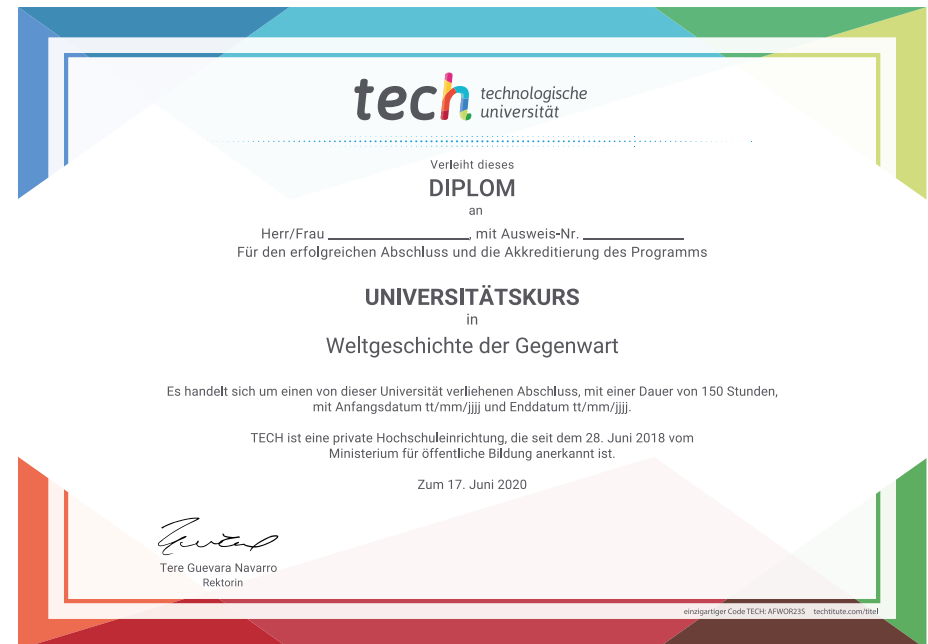 tech technologische
universität
Verleiht dieses
DIPLOM
an
Herr/Frau ____________________, mit Ausweis-Nr. ______________
Für den erfolgreichen Abschluss und die Akkreditierung des Programms
UNIVERSITÄTSKURS
in
Weltgeschichte der Gegenwart
Es handelt sich um einen von dieser Universität verliehenen Abschluss, mit einer Dauer von 150 Stunden,
mit Anfangsdatum tt/mm/jjjj und Enddatum tt/mm/jjjj.
TECH ist eine private Hochschuleinrichtung, die seit dem 28. Juni 2018 vom
Ministerium für öffentliche Bildung anerkannt ist.
Zum 17. Juni 2020
Tere Guevara Navarro
Rektorin
einzigartiger Code TECH: AFWOR23S techtitute.com/titel